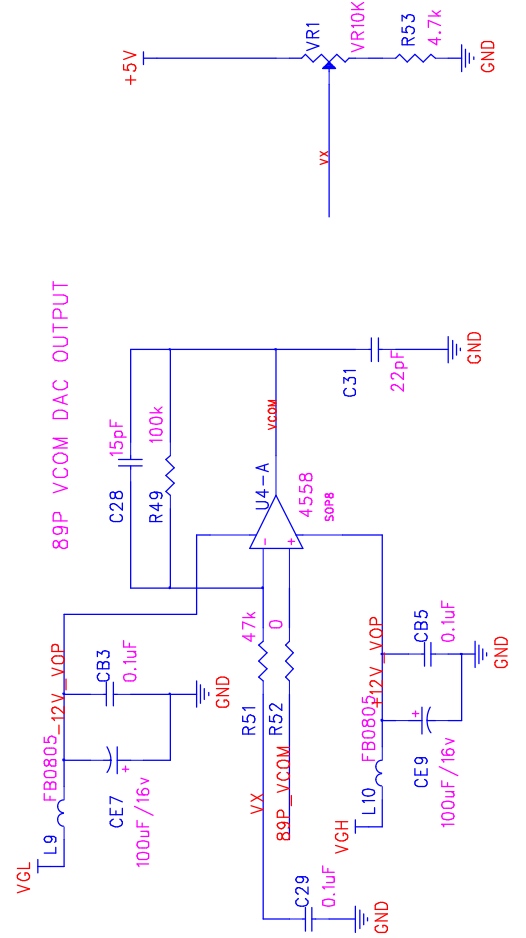 89P VCOM DAC OUTPUT
VGL
L9
FB0805
-12V_VOP
CE7
100uF/16v
CB3
0.1uF
GND
C28
15pF
R49
100k
U4-A
4558
SOP8
-
+
VCOM
C31
22pF
GND
VX
R51
47k
89P_VCOM
R52
0
C29
0.1uF
GND
VGH
L10
FB0805
+12V_VOP
CE9
100uF/16v
CB5
0.1uF
GND
+5V
VR1
VR10K
R53
4.7k
GND
VX